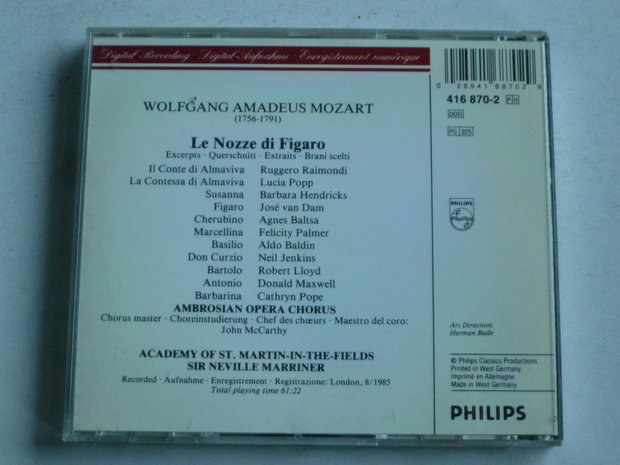 Digital Recording · Digital-Aufnahme · Enregistrement numérique
WOLFGANG AMADEUS MOZART
(1756-1791)
Le Nozze di Figaro
Excerpts · Querschnitt · Extraits · Brani scelti
Il Conte di Almaviva Ruggero Raimondi
La Contessa di Almaviva Lucia Popp
Susanna Barbara Hendricks
Figaro José van Dam
Cherubino Agnes Baltsa
Marcellina Felicity Palmer
Basilio Aldo Baldin
Don Curzio Neil Jenkins
Bartolo Robert Lloyd
Antonio Donald Maxwell
Barbarina Cathryn Pope
AMBROSIAN OPERA CHORUS
Chorus master · Choreinstudierung · Chef des chœurs · Maestro del coro:
John McCarthy
ACADEMY OF ST. MARTIN-IN-THE-FIELDS
SIR NEVILLE MARRINER
Recorded · Aufnahme · Enregistrement · Registrazione: London, 8/1985
Total playing time 61:22
0 28941 68702 9
416 870-2 PH
DDD
PG 925
PHILIPS
Art Direction:
Herman Bade
℗ Philips Classics Productions
Printed in West Germany
Imprimé en Allemagne
Made in West Germany
PHILIPS